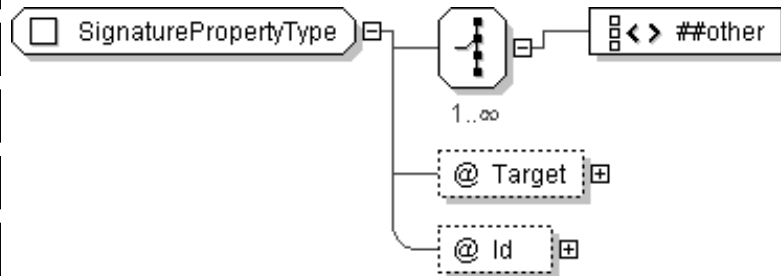 SignaturePropertyType
##other
1..∞
@ Target
@ Id